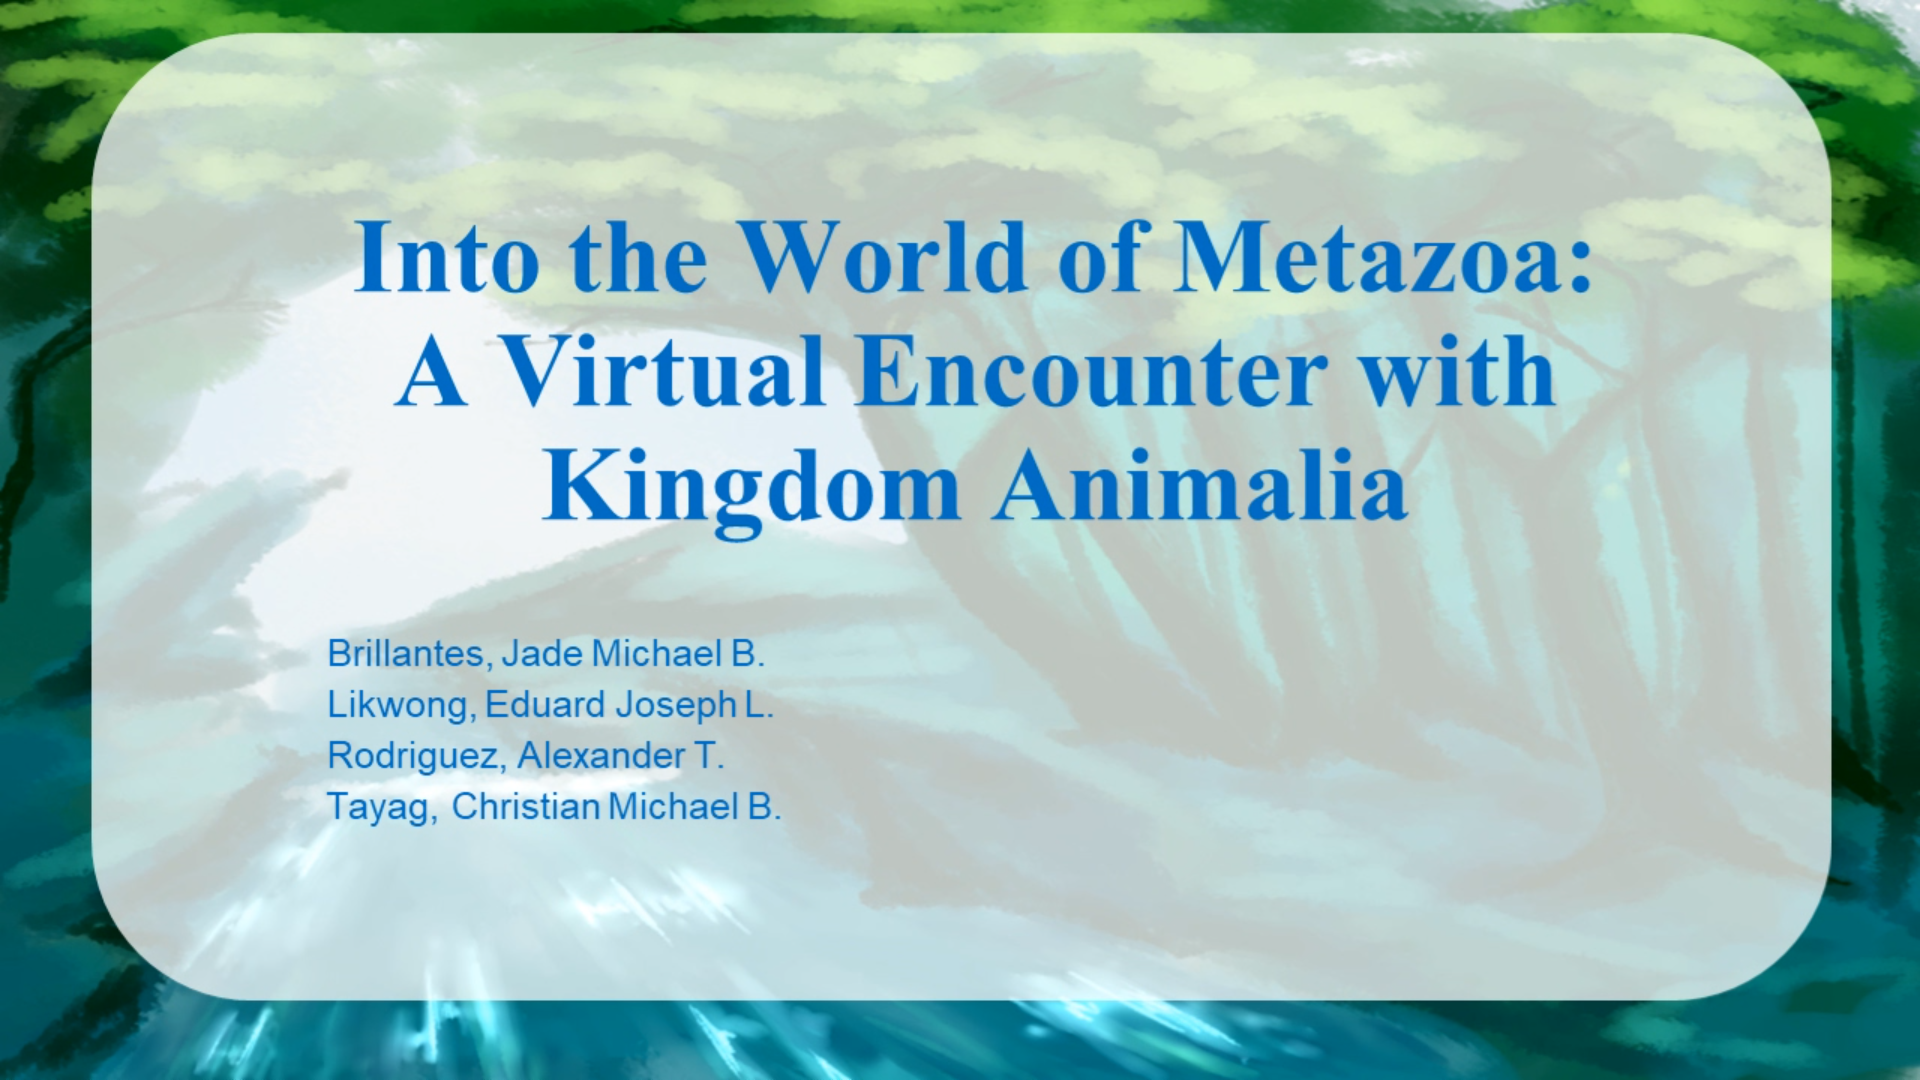 Into the World of Metazoa:
A Virtual Encounter with
Kingdom Animalia
Brillantes, Jade Michael B.
Likwong, Eduard Joseph L.
Rodriguez, Alexander T.
Tayag, Christian Michael B.